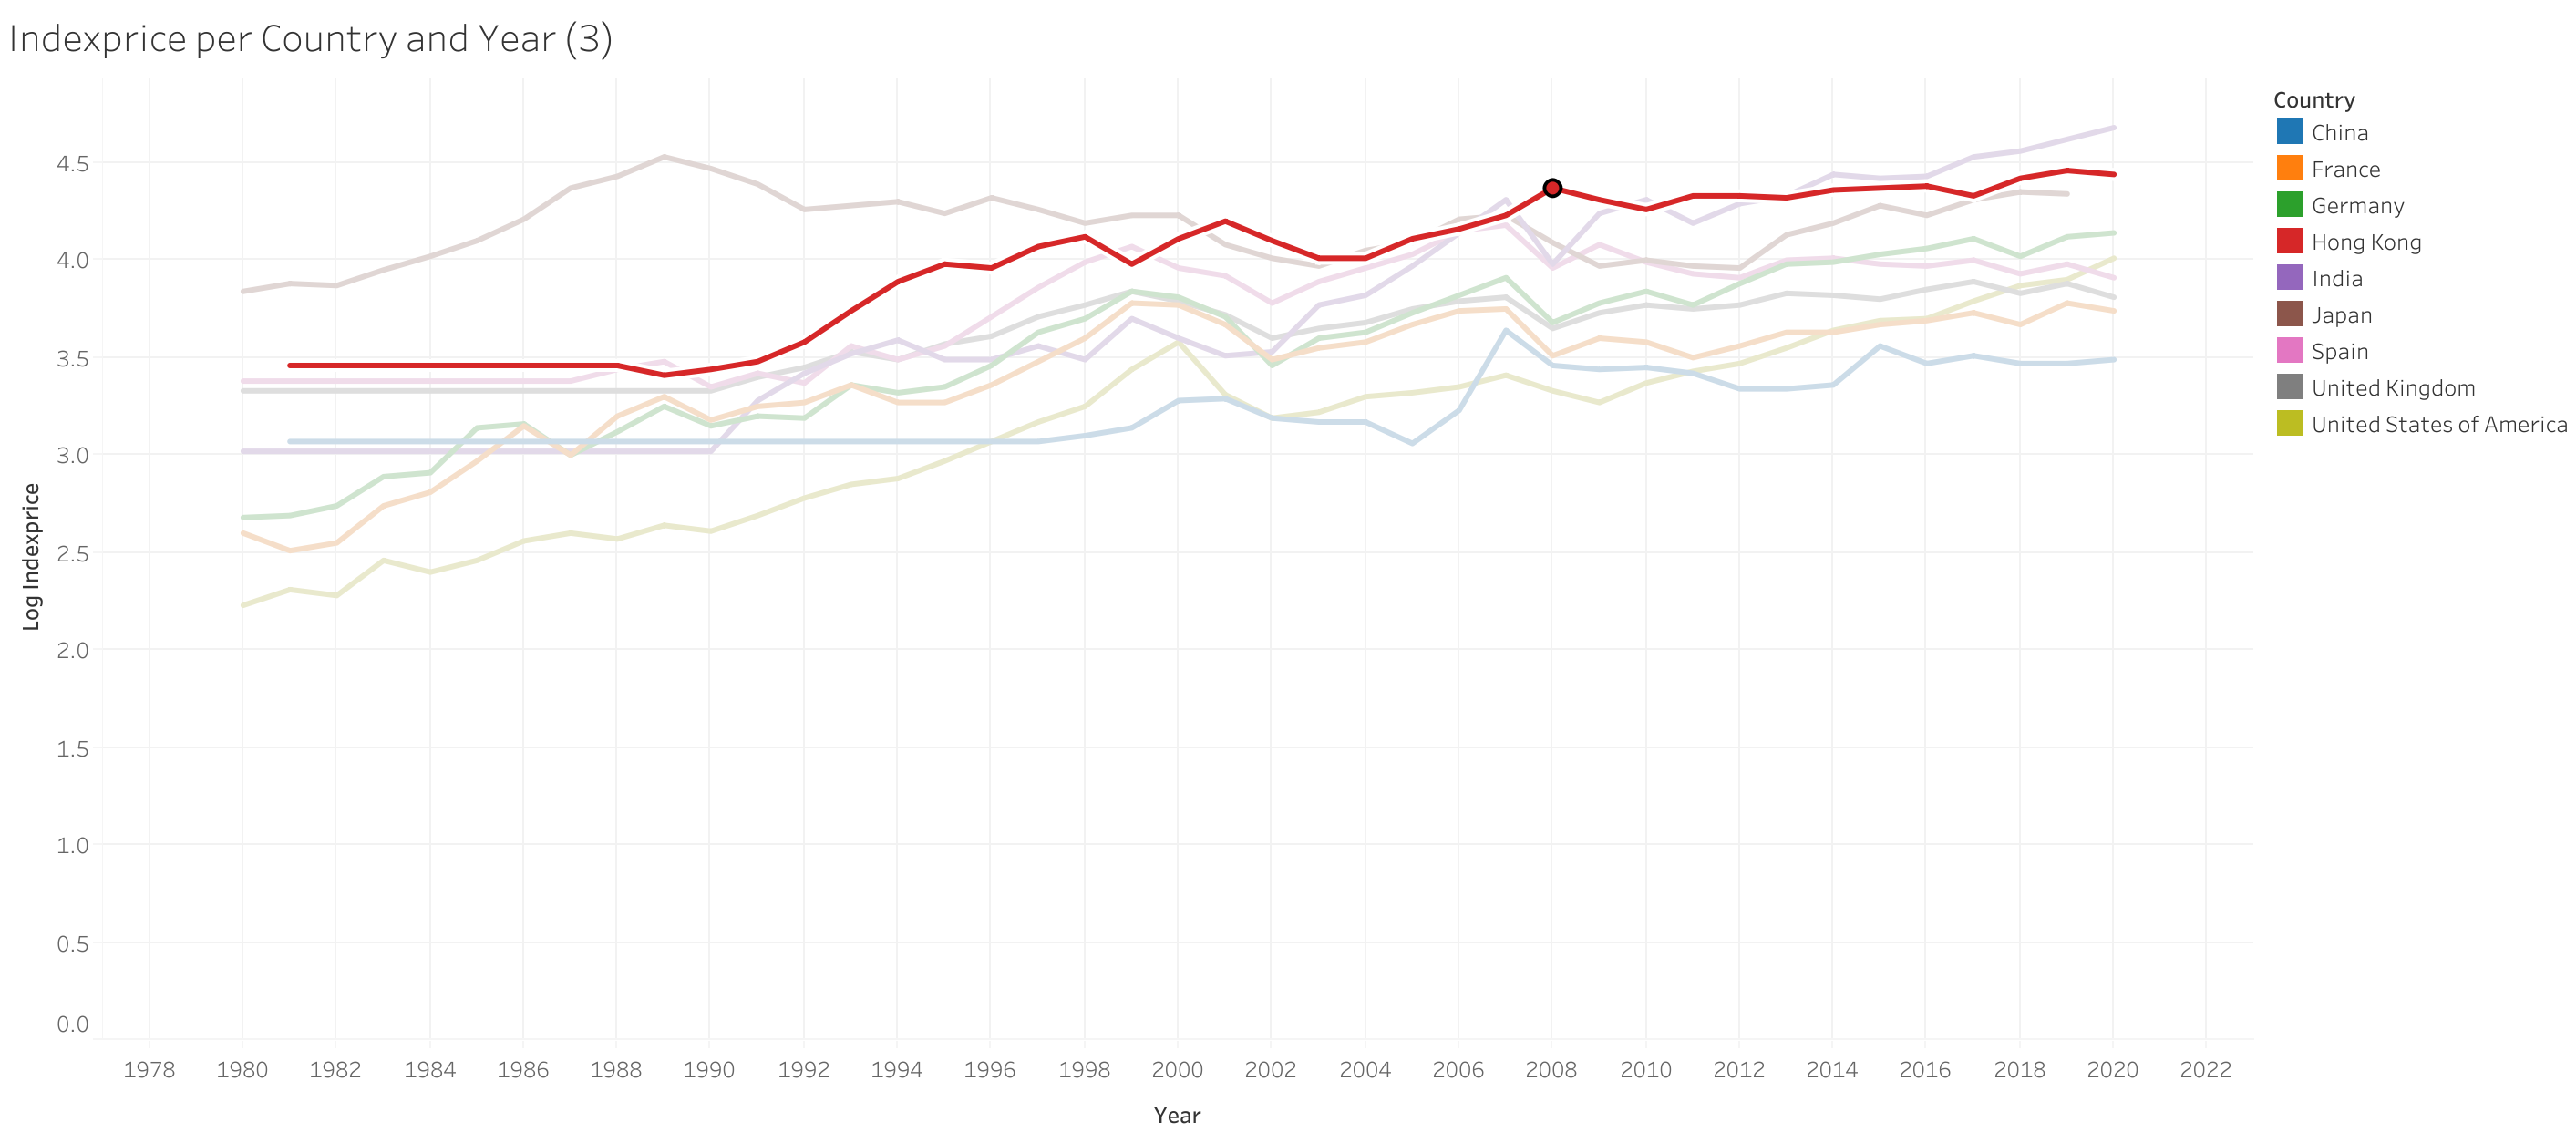 Indexprice per Country and Year (3)
Country
China
France
Germany
Hong Kong
India
Japan
Spain
United Kingdom
United States of America
Log Indexprice
4.5
4.0
3.5
3.0
2.5
2.0
1.5
1.0
0.5
0.0
1978 1980 1982 1984 1986 1988 1990 1992 1994 1996 1998 2000 2002 2004 2006 2008 2010 2012 2014 2016 2018 2020 2022
Year